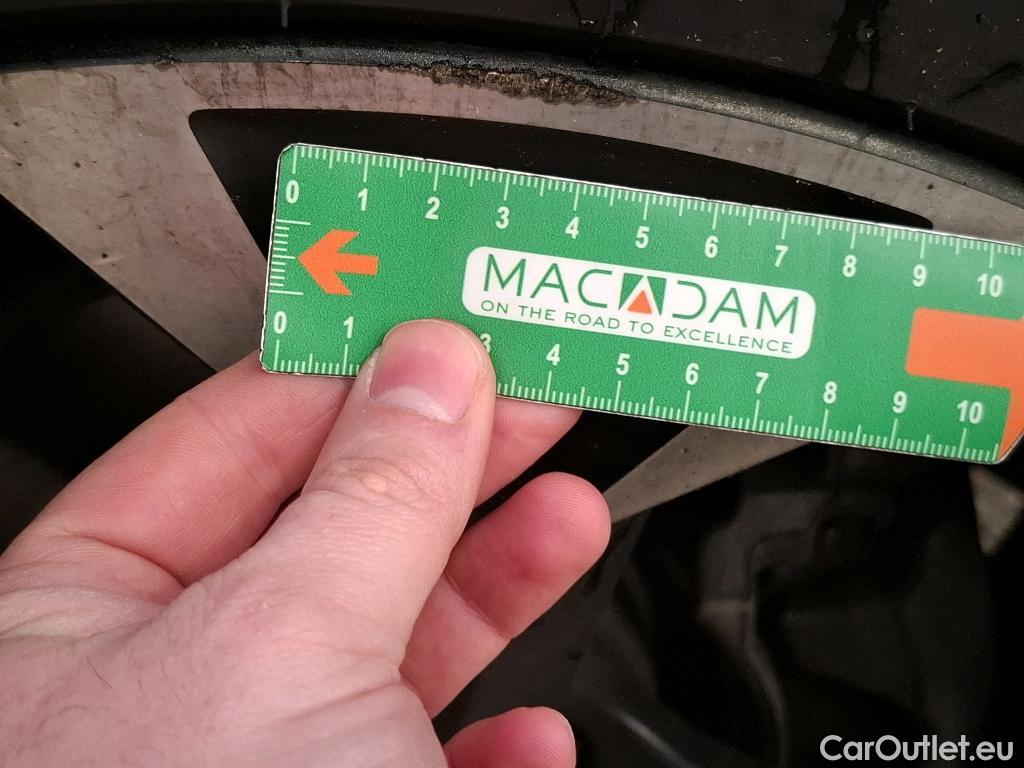 0 1 2 3 4 5 6 7 8 9 10
MACADAM
ON THE ROAD TO EXCELLENCE
0 1 3 4 5 6 7 8 9 10
CarOutlet.eu